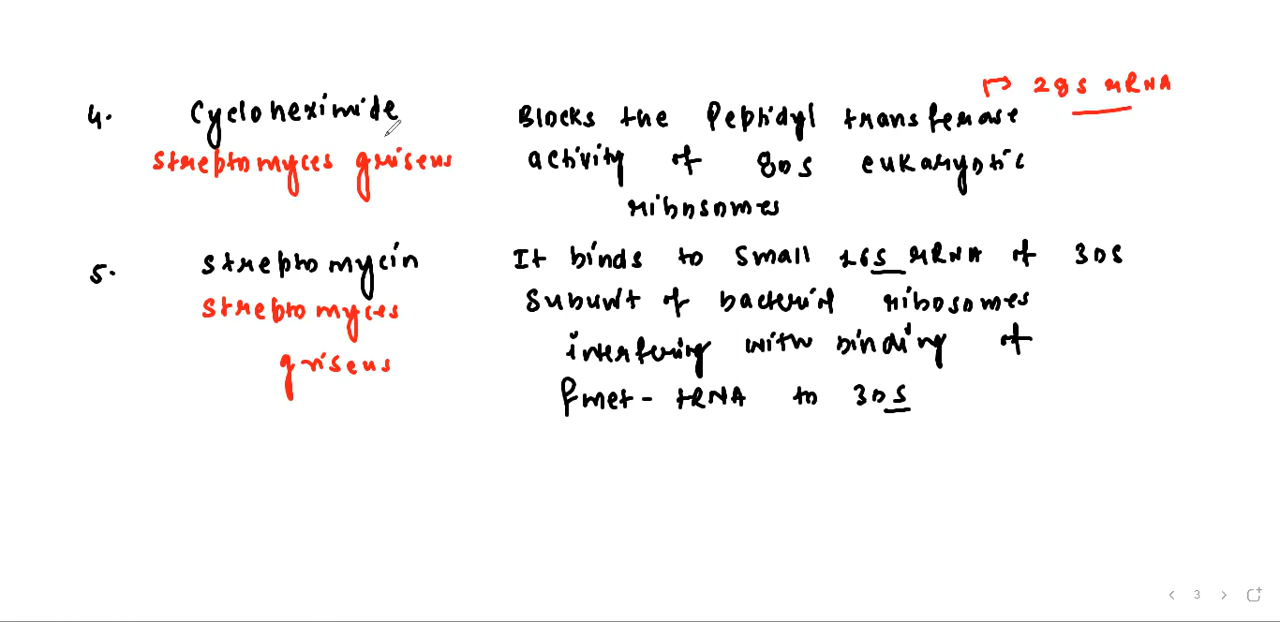 28S rRNA
4. Cycloheximide Blocks the Peptidyl transferase
Streptomyces griseus activity of 80S eukaryotic
ribosomes
5. Streptomycin It binds to small 16S rRNA of 30S
Streptomyces subunit of bacterial ribosomes
griseus interfering with binding of
fmet - tRNA to 30S
3